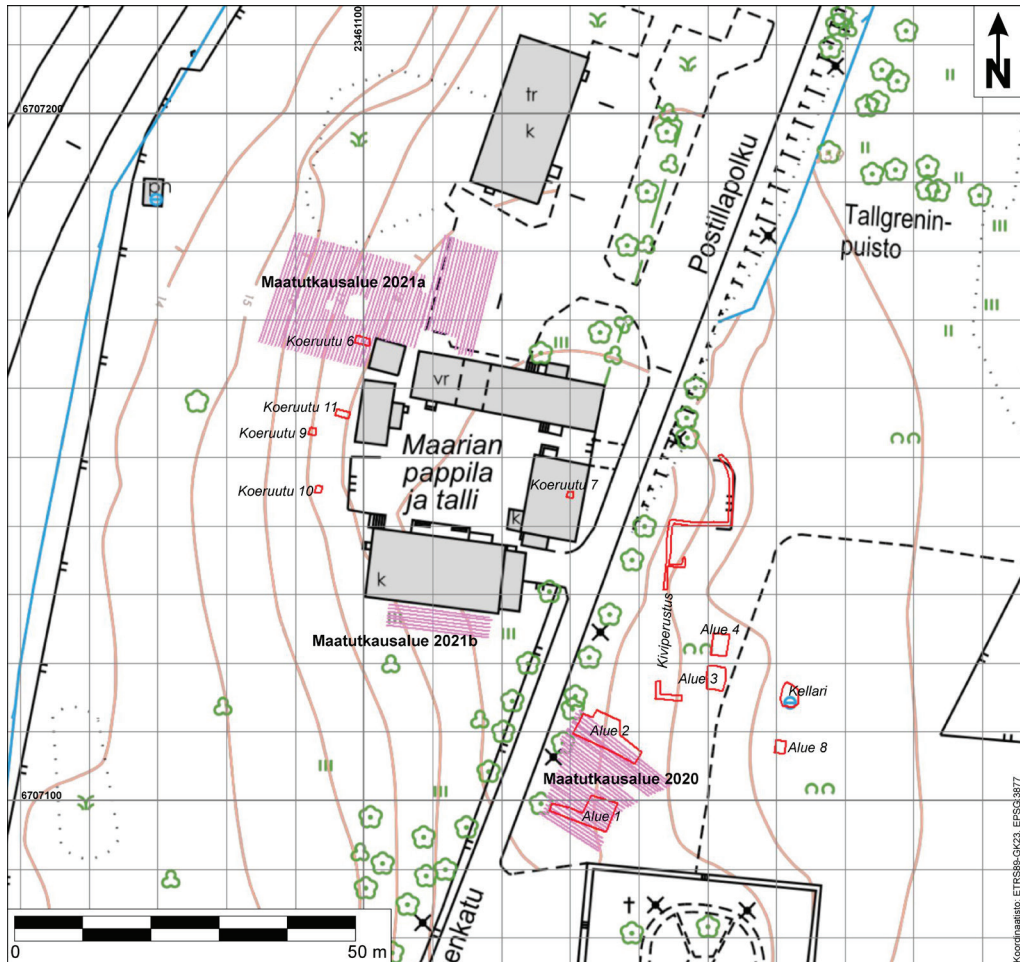 23461100
N
tr
k
6707200
Postillapolku
ph
Tallgrenin-
puisto
Maatutkausalue 2021a
14
15
Koeruutu 6
vr
Koeruutu 11
Koeruutu 9
Maarian
pappila
ja talli
Koeruutu 7
Koeruutu 10
k
k
Kiviperustus
Maatutkausalue 2021b
Alue 4
Alue 3
Kellari
Alue 2
Alue 8
Maatutkausalue 2020
6707100
Alue 1
enkatu
0
50 m
Koordinaatisto: ETRS89-GK23, EPSG:3877